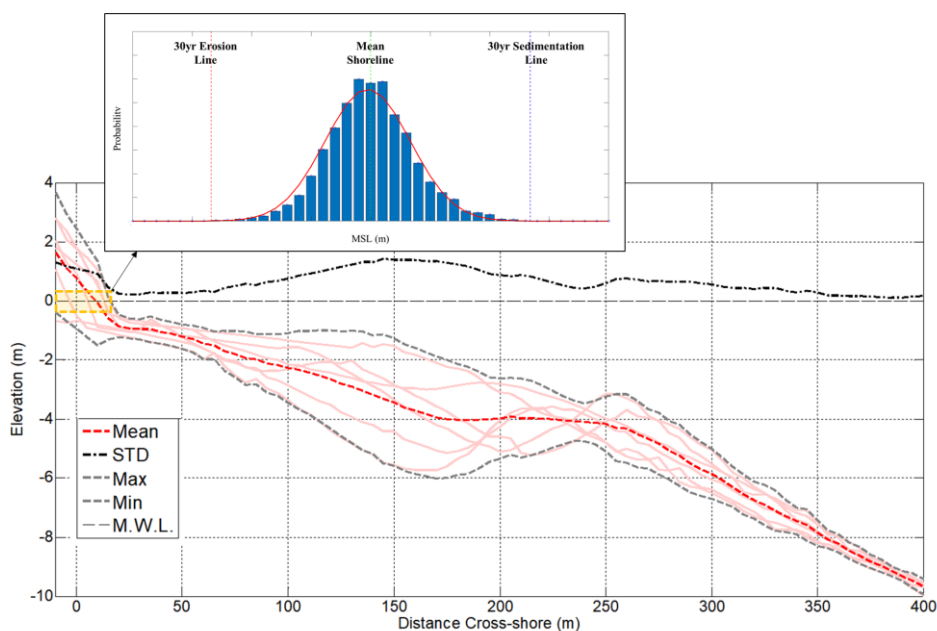 30yr Erosion
Line
Mean
Shoreline
30yr Sedimentation
Line
Probability
MSL (m)
4
2
0
-2
-4
-6
-8
-10
Elevation (m)
Mean
STD
Max
Min
M.W.L.
0
50
100
150
200
250
300
350
400
Distance Cross-shore (m)